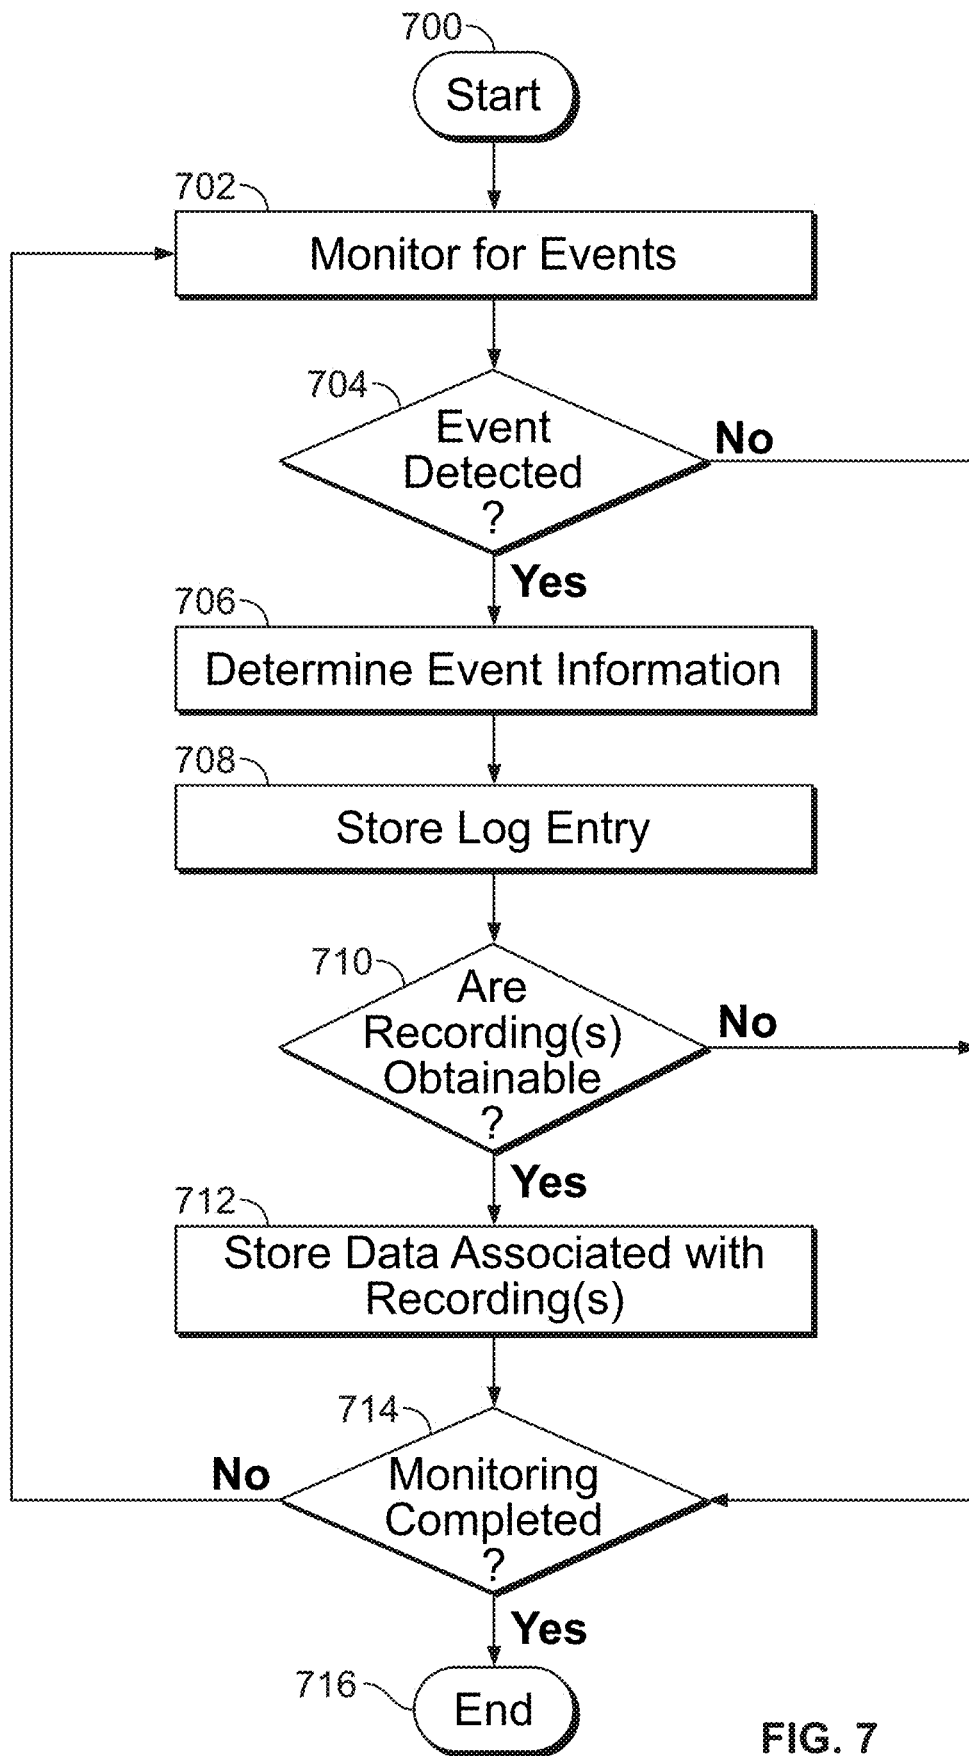 700
Start
702
Monitor for Events
704
Event
Detected
?
No
Yes
706
Determine Event Information
708
Store Log Entry
710
Are
Recording(s)
Obtainable
?
No
Yes
712
Store Data Associated with
Recording(s)
714
No
Monitoring
Completed
?
Yes
716
End
FIG. 7